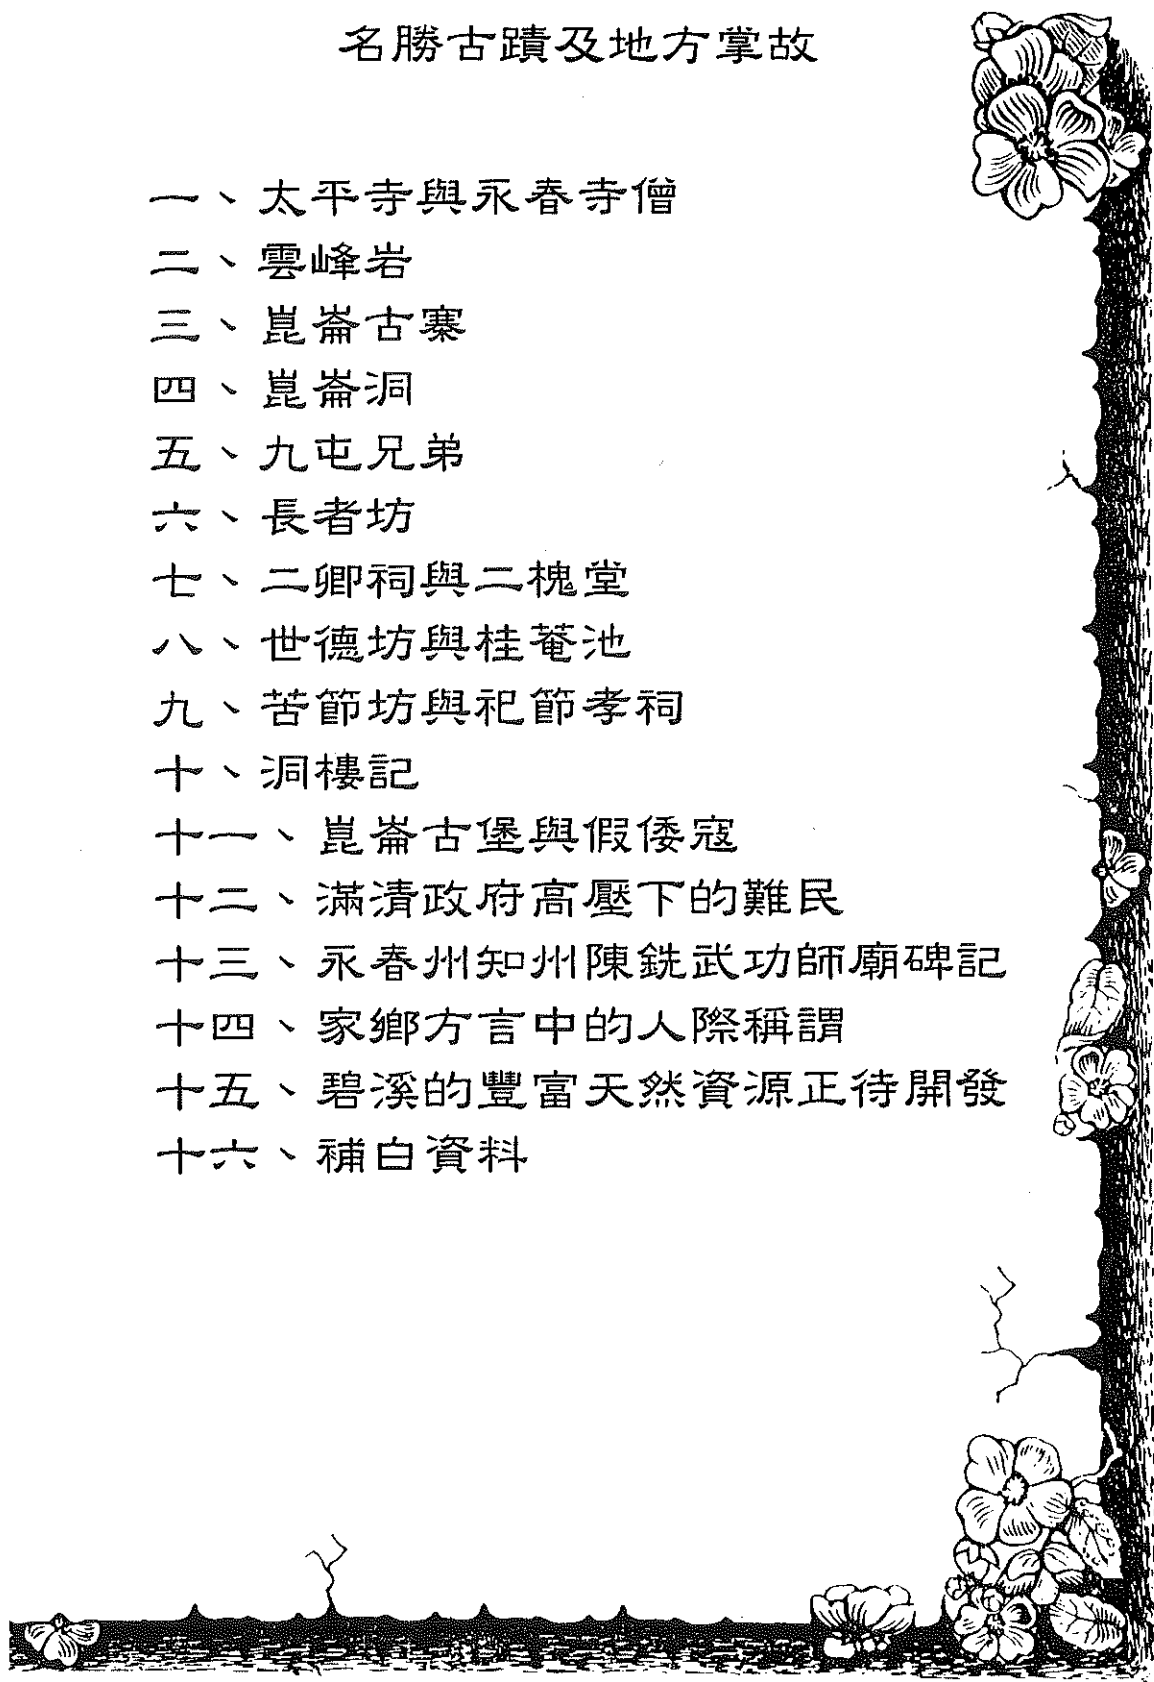 名勝古蹟及地方掌故
一、太平寺與永春寺僧
二、雲峰岩
三、崑崙古寨
四、崑崙洞
五、九屯兄弟
六、長者坊
七、二卿祠與二槐堂
八、世德坊與桂菴池
九、苦節坊與祀節孝祠
十、洞樓記
十一、崑崙古堡與假倭寇
十二、滿清政府高壓下的難民
十三、永春州知州陳銑武功師廟碑記
十四、家鄉方言中的人際稱謂
十五、碧溪的豐富天然資源正待開發
十六、補白資料